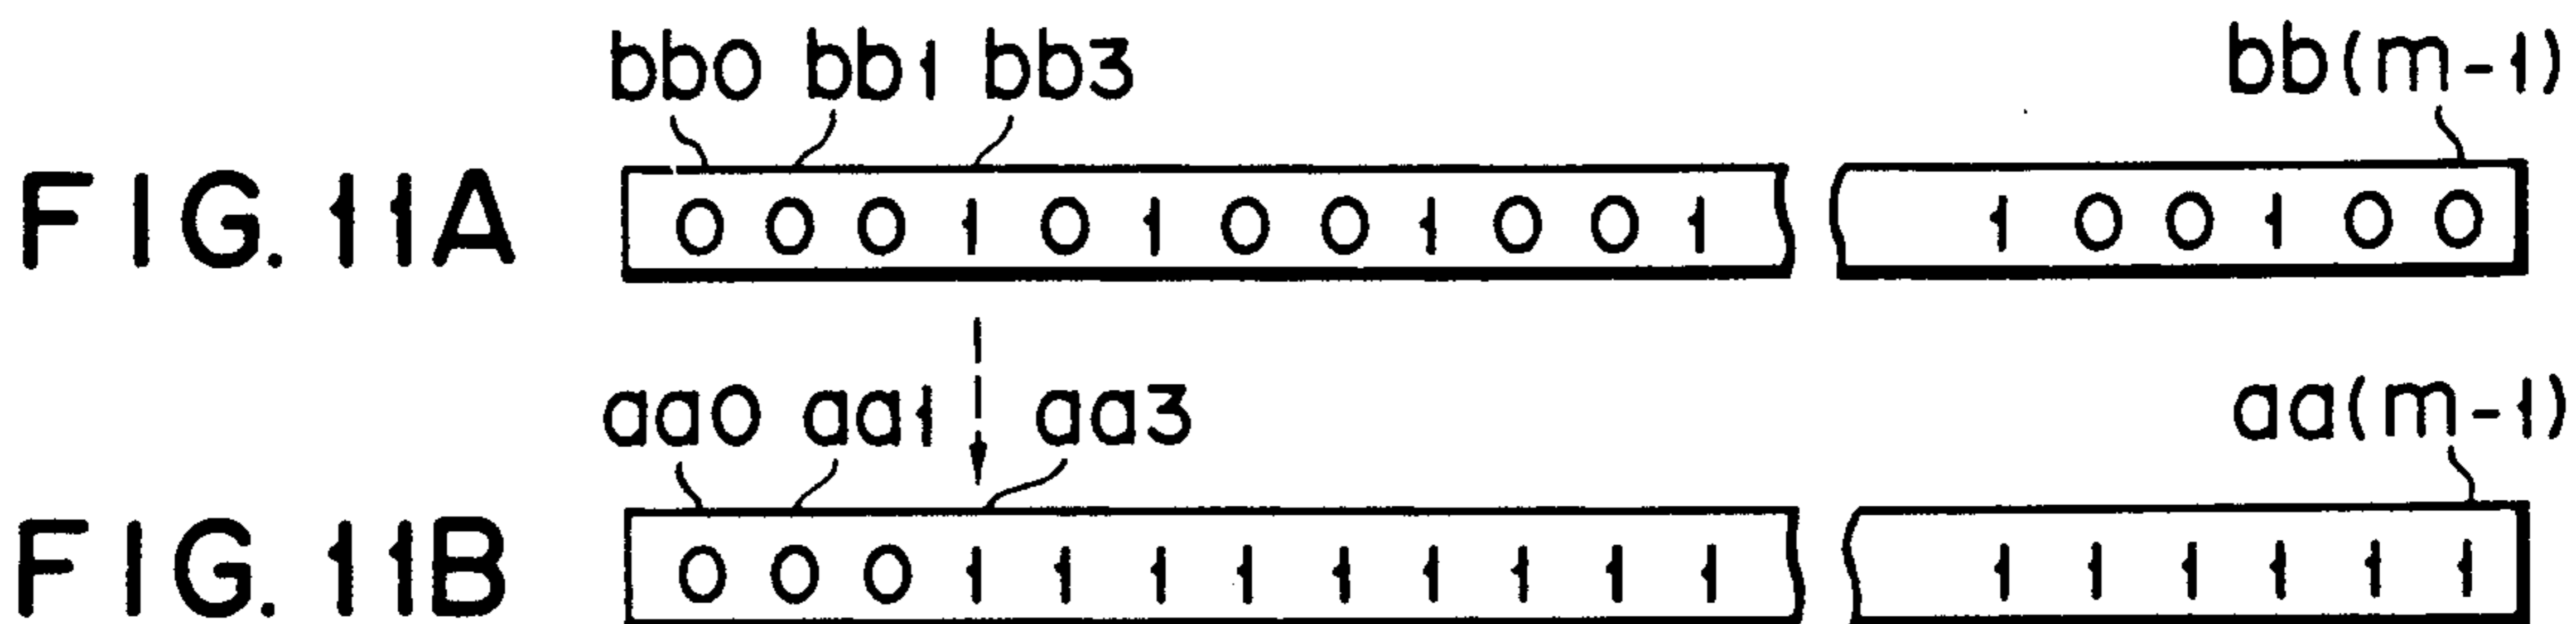 bb0 bb1 bb3 bb(m-1)
FIG. 11A 0 0 0 1 0 1 0 0 1 0 0 1 1 0 0 1 0 0
aa0 aa1 aa3 aa(m-1)
FIG. 11B 0 0 0 1 1 1 1 1 1 1 1 1 1 1 1 1 1 1